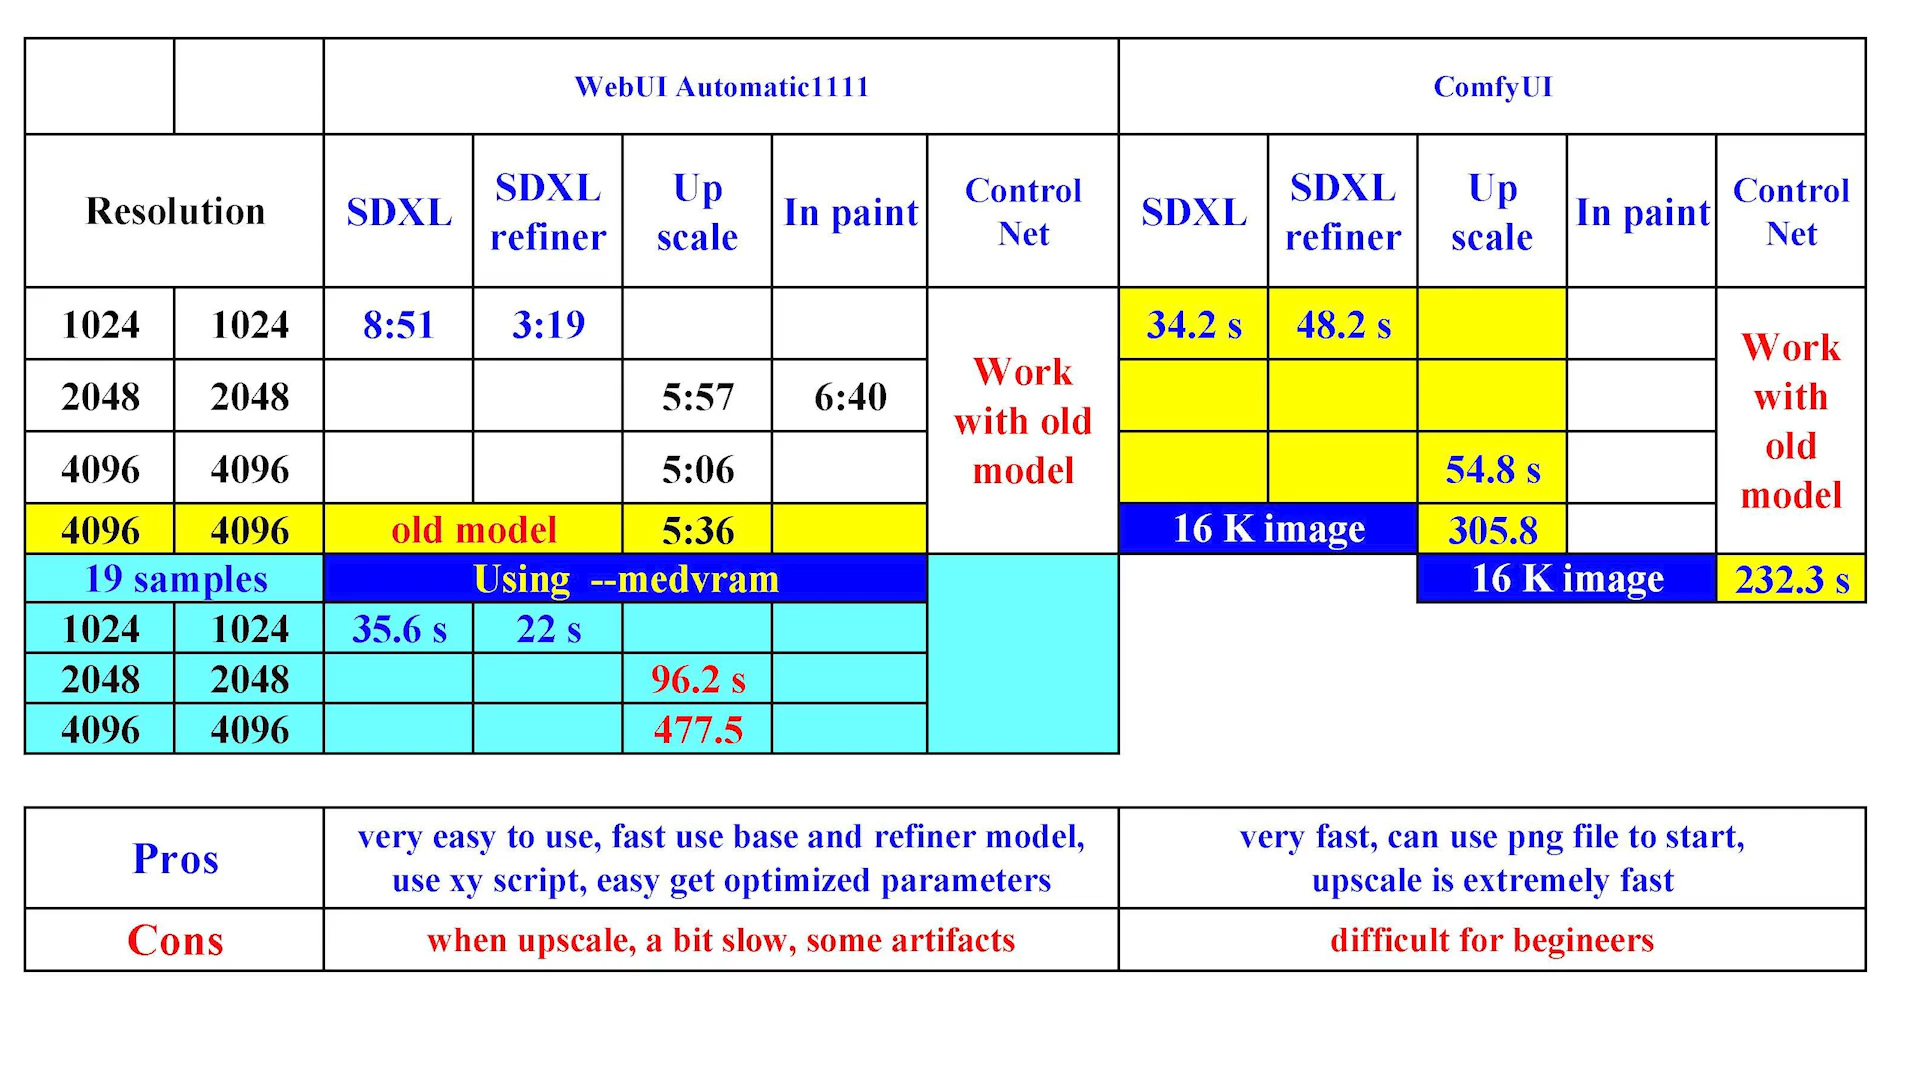 WebUI Automatic1111 ComfyUI
Resolution SDXL SDXL refiner Up scale In paint Control Net SDXL SDXL refiner Up scale In paint Control Net
1024 1024 8:51 3:19 34.2 s 48.2 s
2048 2048 5:57 6:40
4096 4096 5:06 54.8 s
Work
with old
model
Work
with
old
model
4096 4096 old model 5:36 16 K image 305.8
19 samples Using --medvram 16 K image 232.3 s
1024 1024 35.6 s 22 s
2048 2048 96.2 s
4096 4096 477.5
Pros
very easy to use, fast use base and refiner model,
use xy script, easy get optimized parameters
very fast, can use png file to start,
upscale is extremely fast
Cons
when upscale, a bit slow, some artifacts
difficult for begineers